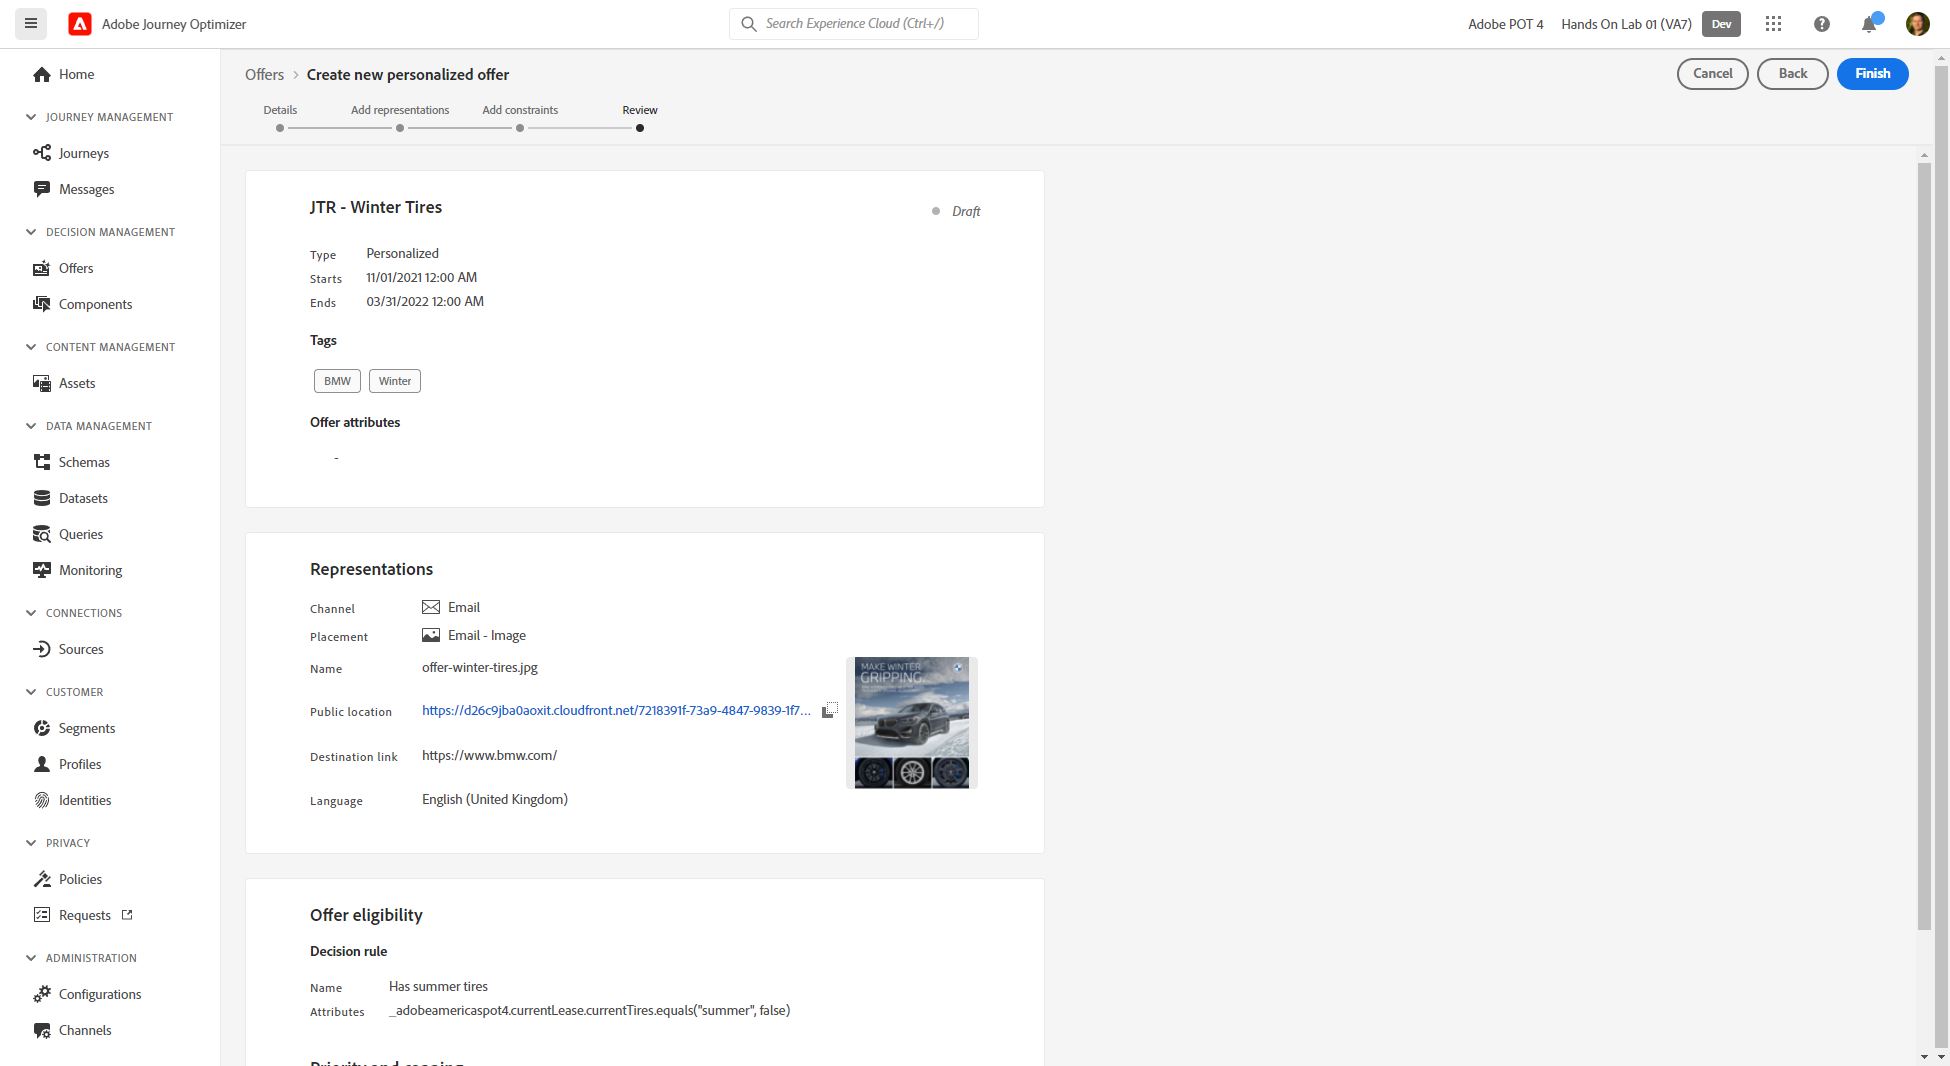 Adobe Journey Optimizer
Search Experience Cloud (Ctrl+/)
Adobe POT 4
Hands On Lab 01 (VA7)
Dev
Home
JOURNEY MANAGEMENT
Journeys
Messages
DECISION MANAGEMENT
Offers
Components
CONTENT MANAGEMENT
Assets
DATA MANAGEMENT
Schemas
Datasets
Queries
Monitoring
CONNECTIONS
Sources
CUSTOMER
Segments
Profiles
Identities
PRIVACY
Policies
Requests
ADMINISTRATION
Configurations
Channels
Offers > Create new personalized offer
Cancel
Back
Finish
Details
Add representations
Add constraints
Review
JTR - Winter Tires
Draft
Type Personalized
Starts 11/01/2021 12:00 AM
Ends 03/31/2022 12:00 AM
Tags
BMW
Winter
Offer attributes
-
Representations
Channel Email
Placement Email - Image
Name offer-winter-tires.jpg
Public location https://d26c9jba0aoxit.cloudfront.net/7218391f-73a9-4847-9839-1f7...
Destination link https://www.bmw.com/
Language English (United Kingdom)
MAKE WINTER
GRIPPING.
Offer eligibility
Decision rule
Name Has summer tires
Attributes _adobeamericaspot4.currentLease.currentTires.equals("summer", false)
Priority and capping